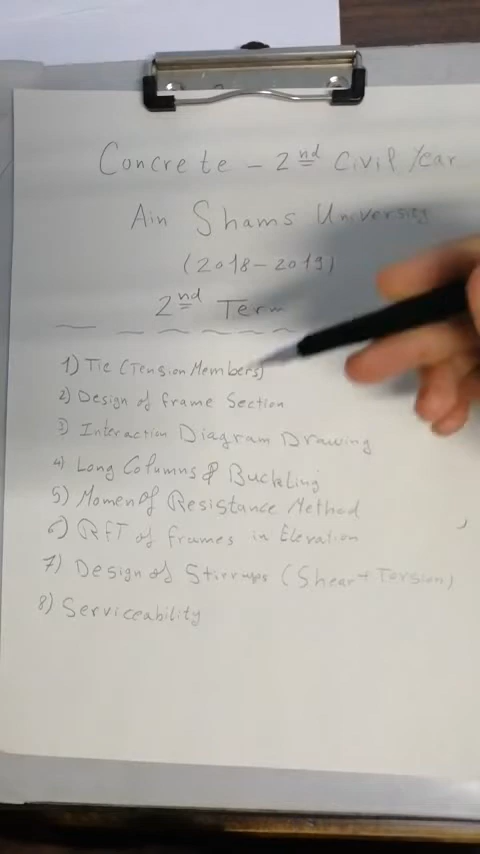 Concrete - 2nd Civil Year
Ain Shams University
(2018-2019)
2nd Term
1) Tie (Tension Members)
2) Design of frame Section
3) Interaction Diagram Drawing
4) Long Columns & Buckling
5) Moment of Resistance Method
6) RFT of frames in Elevation
7) Design of Stirrups (Shear + Torsion)
8) Serviceability